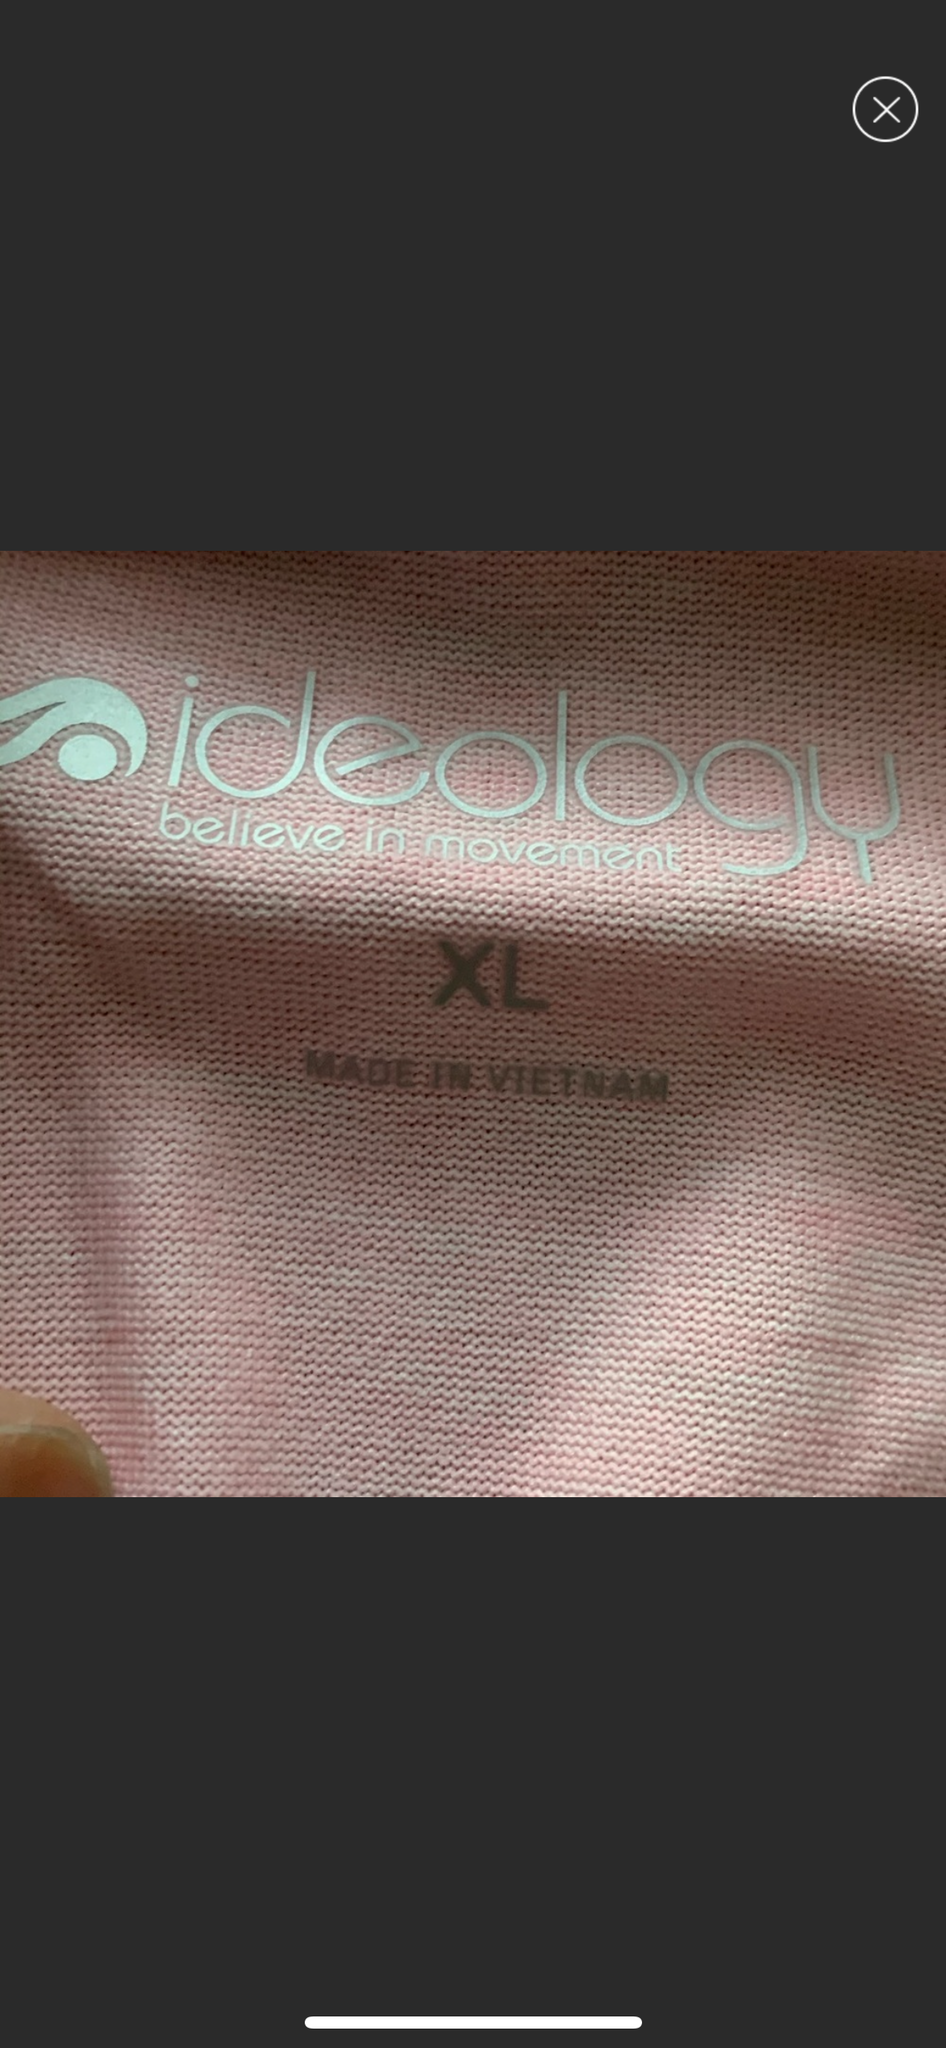 ideology
believe in movement
XL
MADE IN VIETNAM